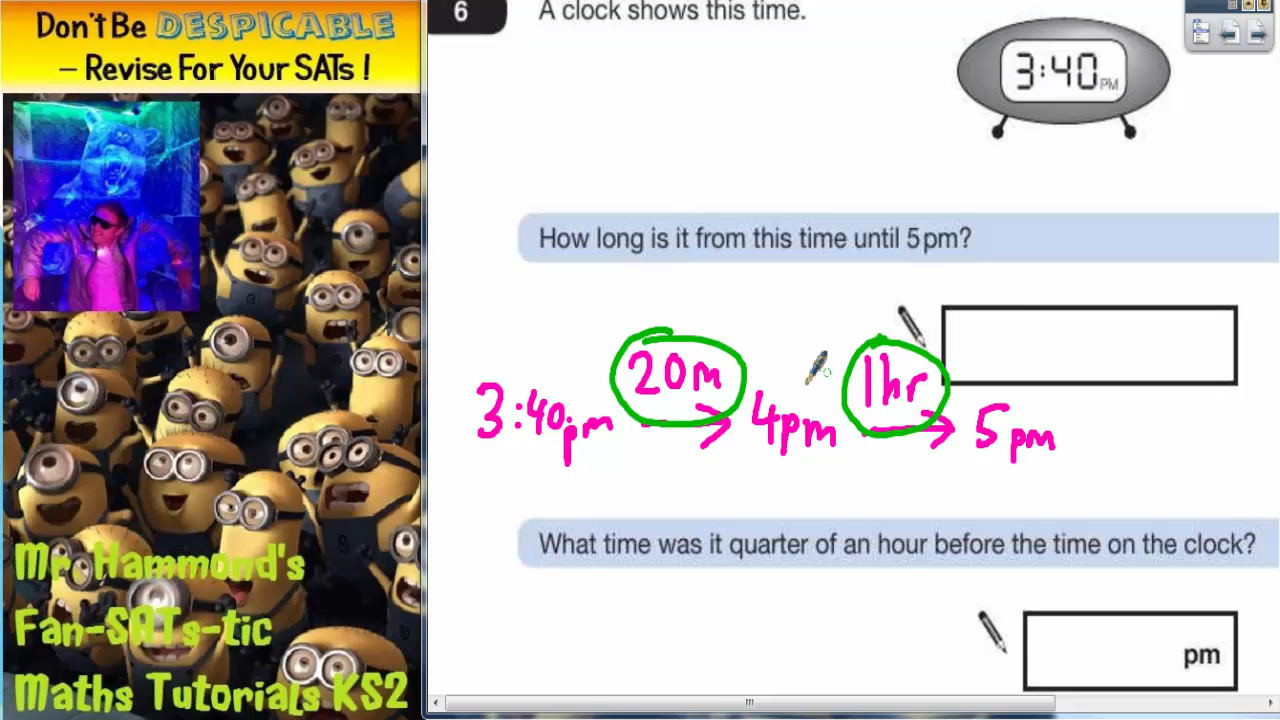 Don't Be DESPICABLE
– Revise For Your SATs !
Mr. Hammond's
Fan-SATs-tic
Maths Tutorials KS2
6
A clock shows this time.
3:40 PM
How long is it from this time until 5pm?
20m 1hr
3:40pm → 4pm → 5pm
What time was it quarter of an hour before the time on the clock?
pm